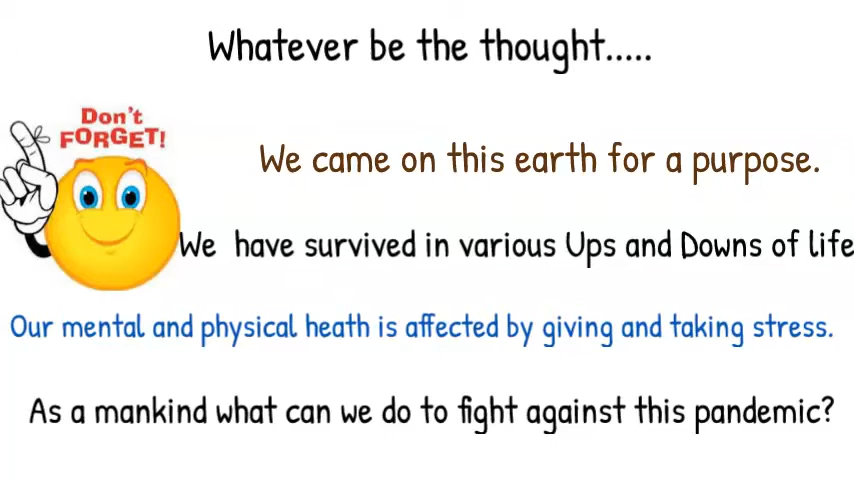 Whatever be the thought.....
Don't
FORGET!
We came on this earth for a purpose.
We have survived in various Ups and Downs of life
Our mental and physical heath is affected by giving and taking stress.
As a mankind what can we do to fight against this pandemic?